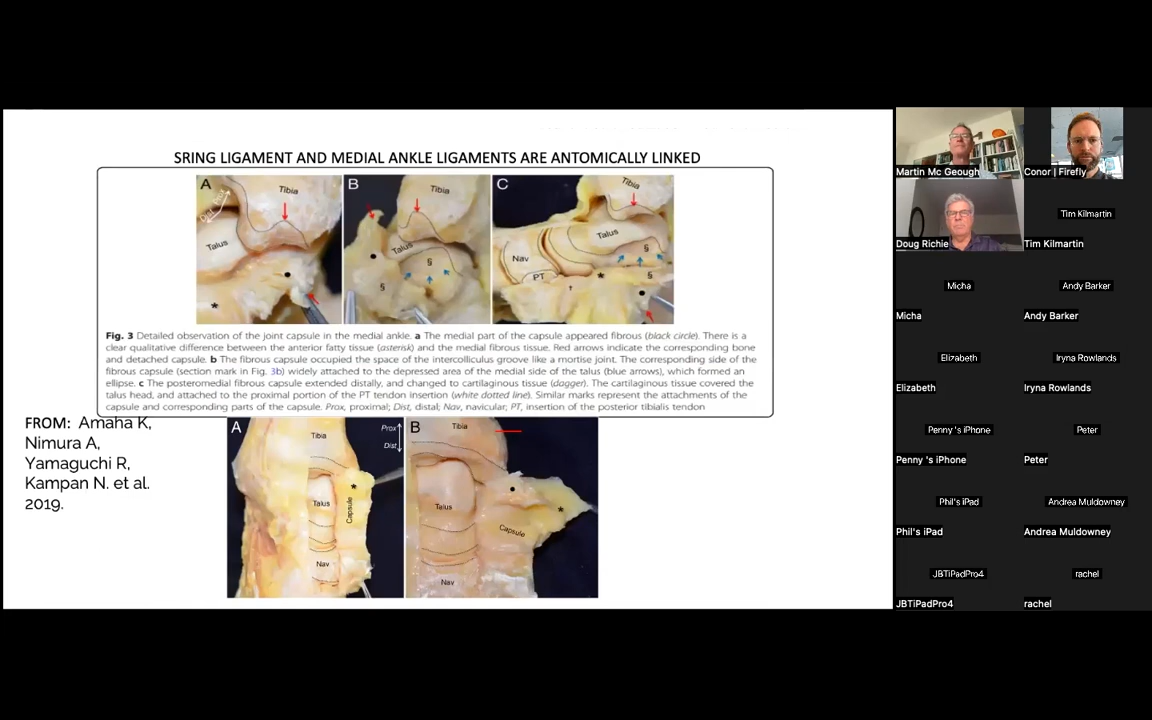 SRING LIGAMENT AND MEDIAL ANKLE LIGAMENTS ARE ANTOMICALLY LINKED
A
Tibia
Talus
B
Tibia
Talus
§
§
C
Tibia
Talus
Nav
PT
§
§
*
†
*
Fig. 3 Detailed observation of the joint capsule in the medial ankle. a The medial part of the capsule appeared fibrous (black circle). There is a
clear qualitative difference between the anterior fatty tissue (asterisk) and the medial fibrous tissue. Red arrows indicate the corresponding bone
and detached capsule. b The fibrous capsule occupied the space of the intercolliculus groove like a mortise joint. The corresponding side of the
fibrous capsule (section mark in Fig. 3b) widely attached to the depressed area of the medial side of the talus (blue arrows), which formed an
ellipse. c The posteromedial fibrous capsule extended distally, and changed to cartilaginous tissue (dagger). The cartilaginous tissue covered the
talus head, and attached to the proximal portion of the PT tendon insertion (white dotted line). Similar marks represent the attachments of the
capsule and corresponding parts of the capsule. Prox, proximal; Dist, distal; Nav, navicular; PT, insertion of the posterior tibialis tendon
FROM: Amaha K,
Nimura A,
Yamaguchi R,
Kampan N. et al.
2019.
A
Tibia
Prox
Dist
*
Talus
Capsule
Nav
B
Tibia
*
Talus
Capsule
Nav
Martin Mc Geough
Conor | Firefly
Doug Richie
Tim Kilmartin
Tim Kilmartin
Micha
Micha
Andy Barker
Andy Barker
Elizabeth
Elizabeth
Iryna Rowlands
Iryna Rowlands
Penny 's iPhone
Penny 's iPhone
Peter
Peter
Phil's iPad
Phil's iPad
Andrea Muldowney
Andrea Muldowney
JBTiPadPro4
JBTiPadPro4
rachel
rachel